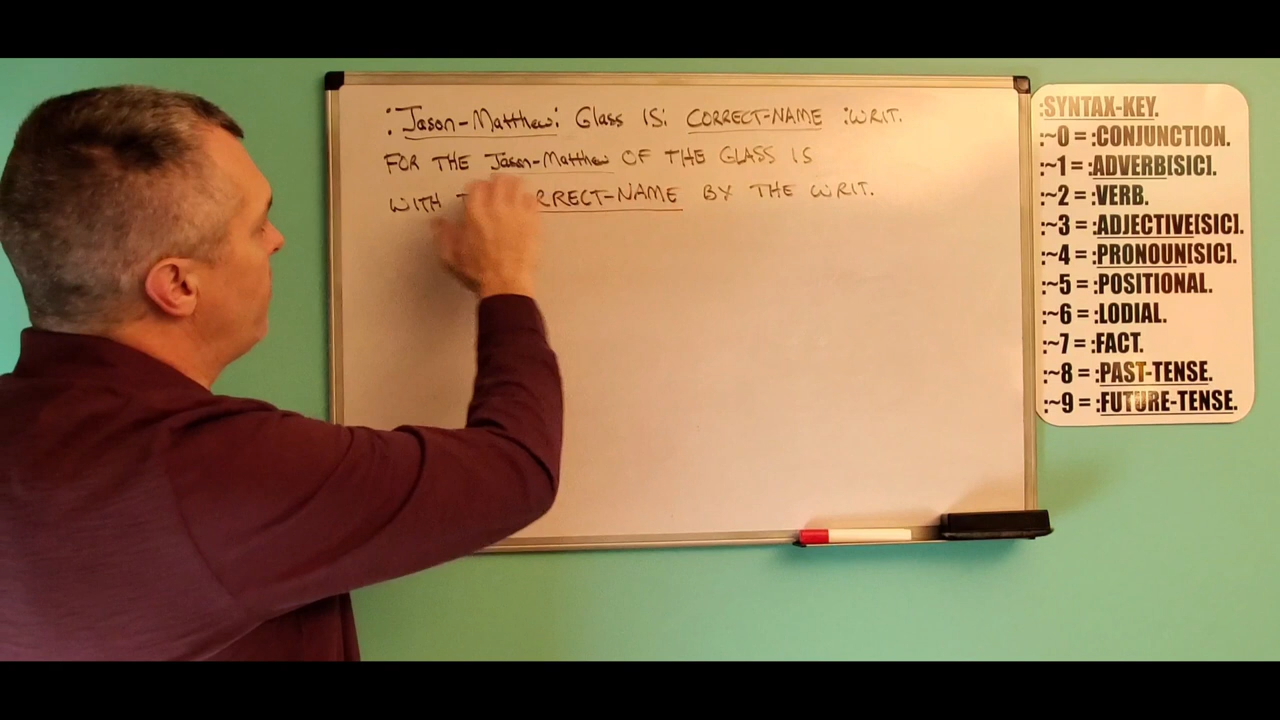 :Jason-Matthew: Glass IS: CORRECT-NAME :WRIT.
FOR THE Jason-Matthew OF THE GLASS IS
WITH RRECT-NAME BY THE WRIT.
:SYNTAX-KEY.
:~0 = :CONJUNCTION.
:~1 = :ADVERB[SIC].
:~2 = :VERB.
:~3 = :ADJECTIVE[SIC].
:~4 = :PRONOUN[SIC].
:~5 = :POSITIONAL.
:~6 = :LODIAL.
:~7 = :FACT.
:~8 = :PAST-TENSE.
:~9 = :FUTURE-TENSE.